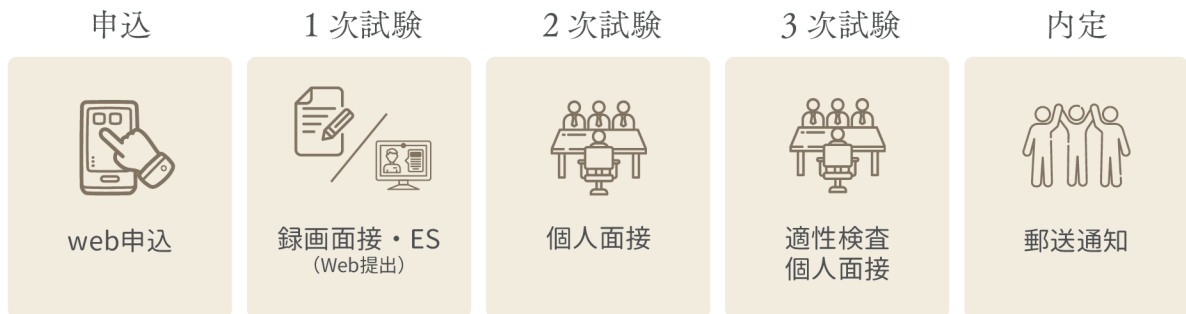 申込
1次試験
2次試験
3次試験
内定
web申込
録画面接・ES
（Web提出）
個人面接
適性検査
個人面接
郵送通知